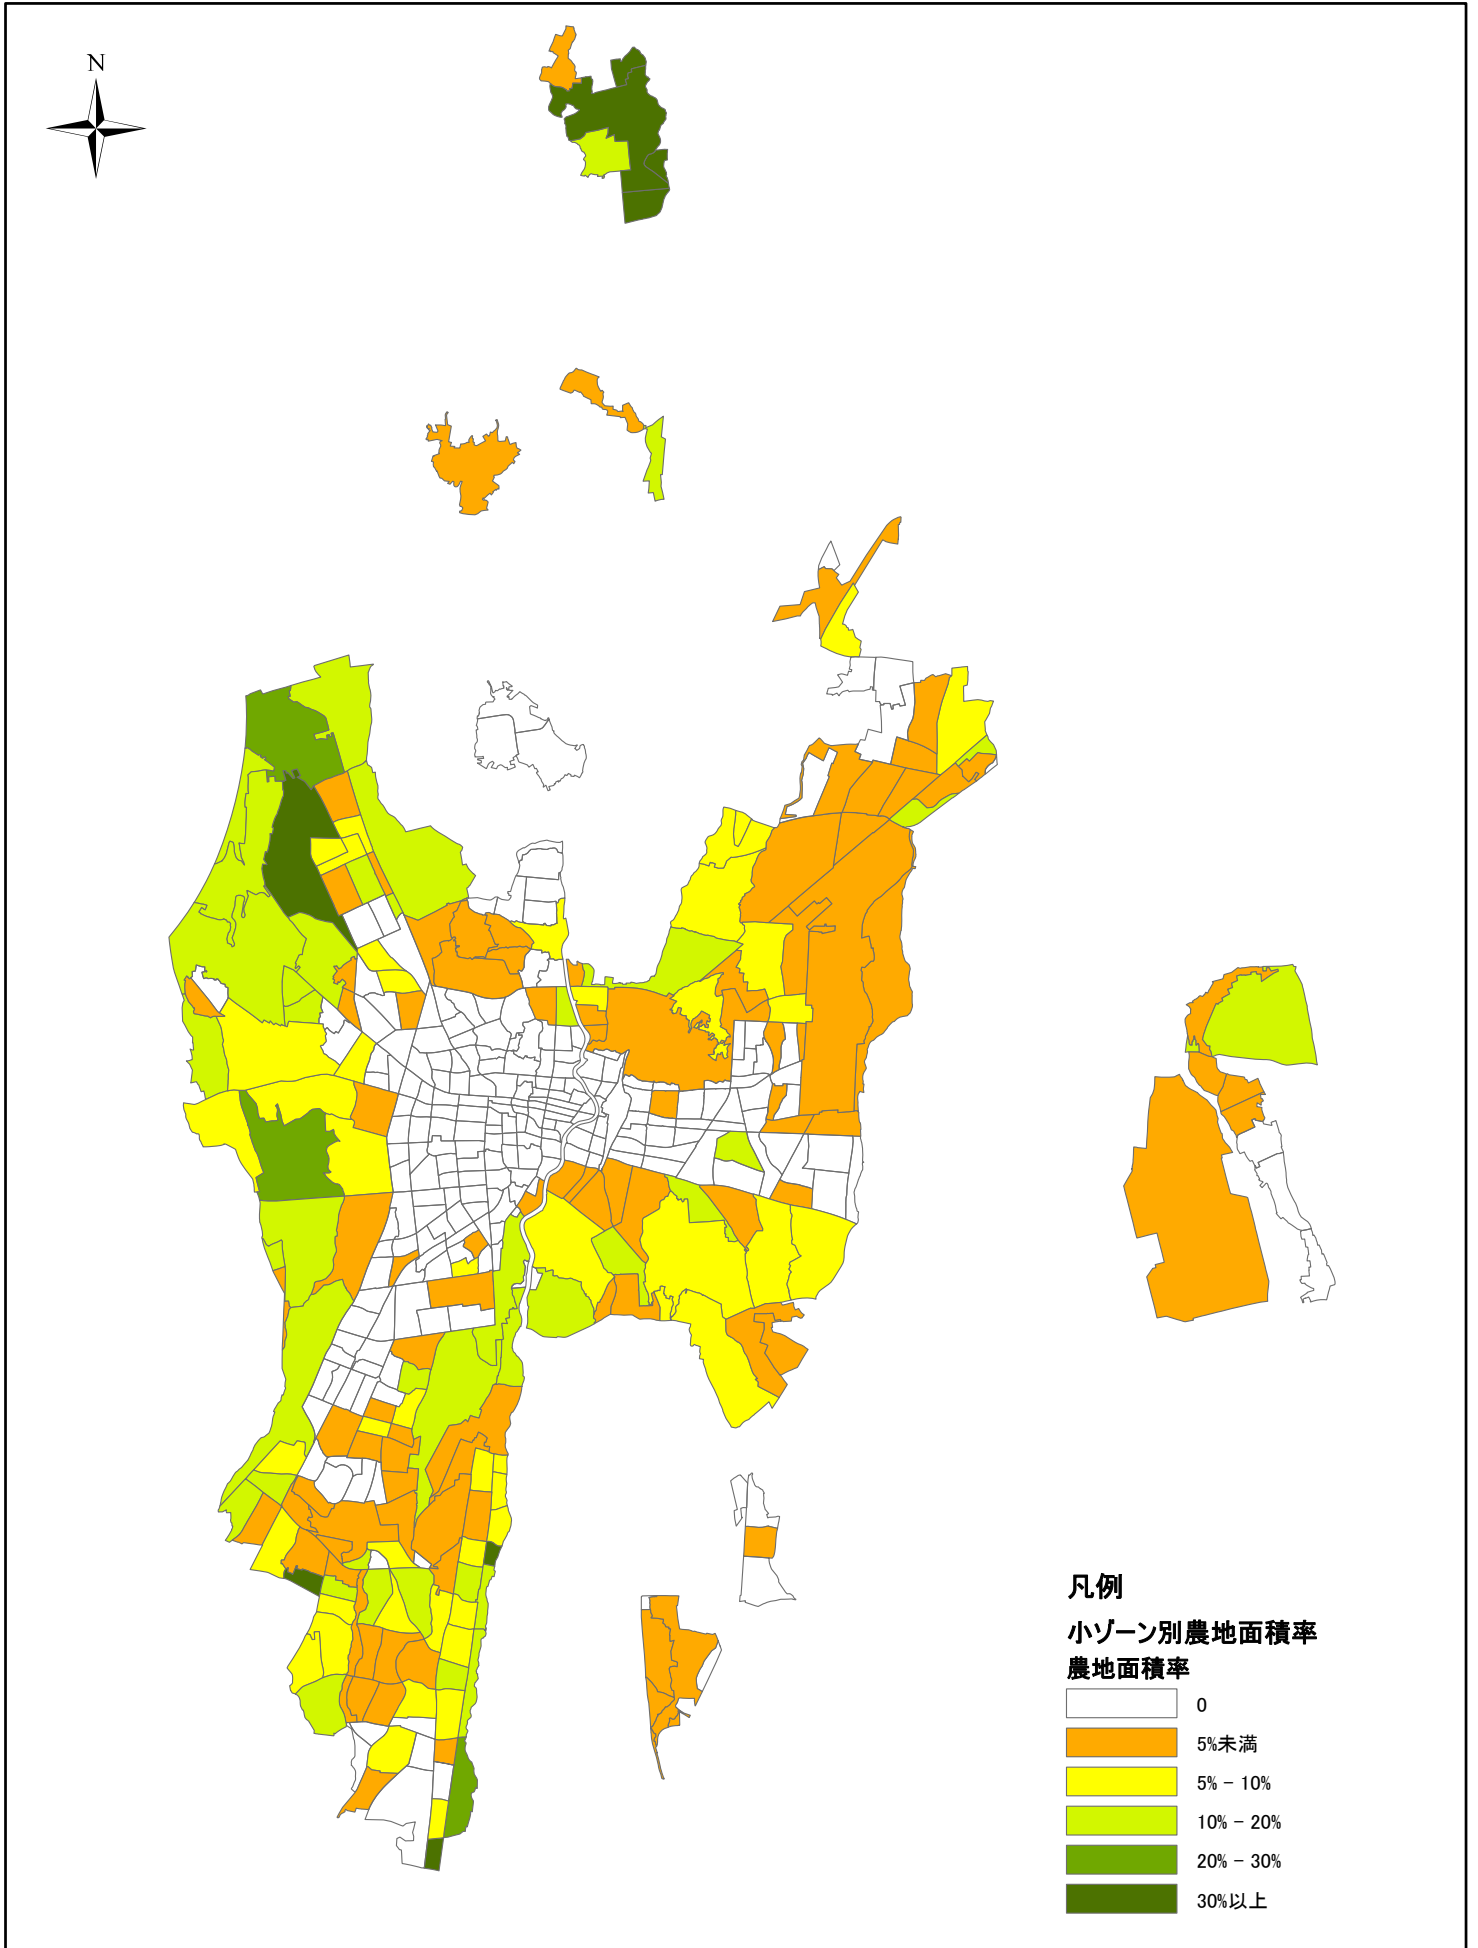 N
凡例
小ゾーン別農地面積率
農地面積率
0
5%未満
5% – 10%
10% – 20%
20% – 30%
30%以上